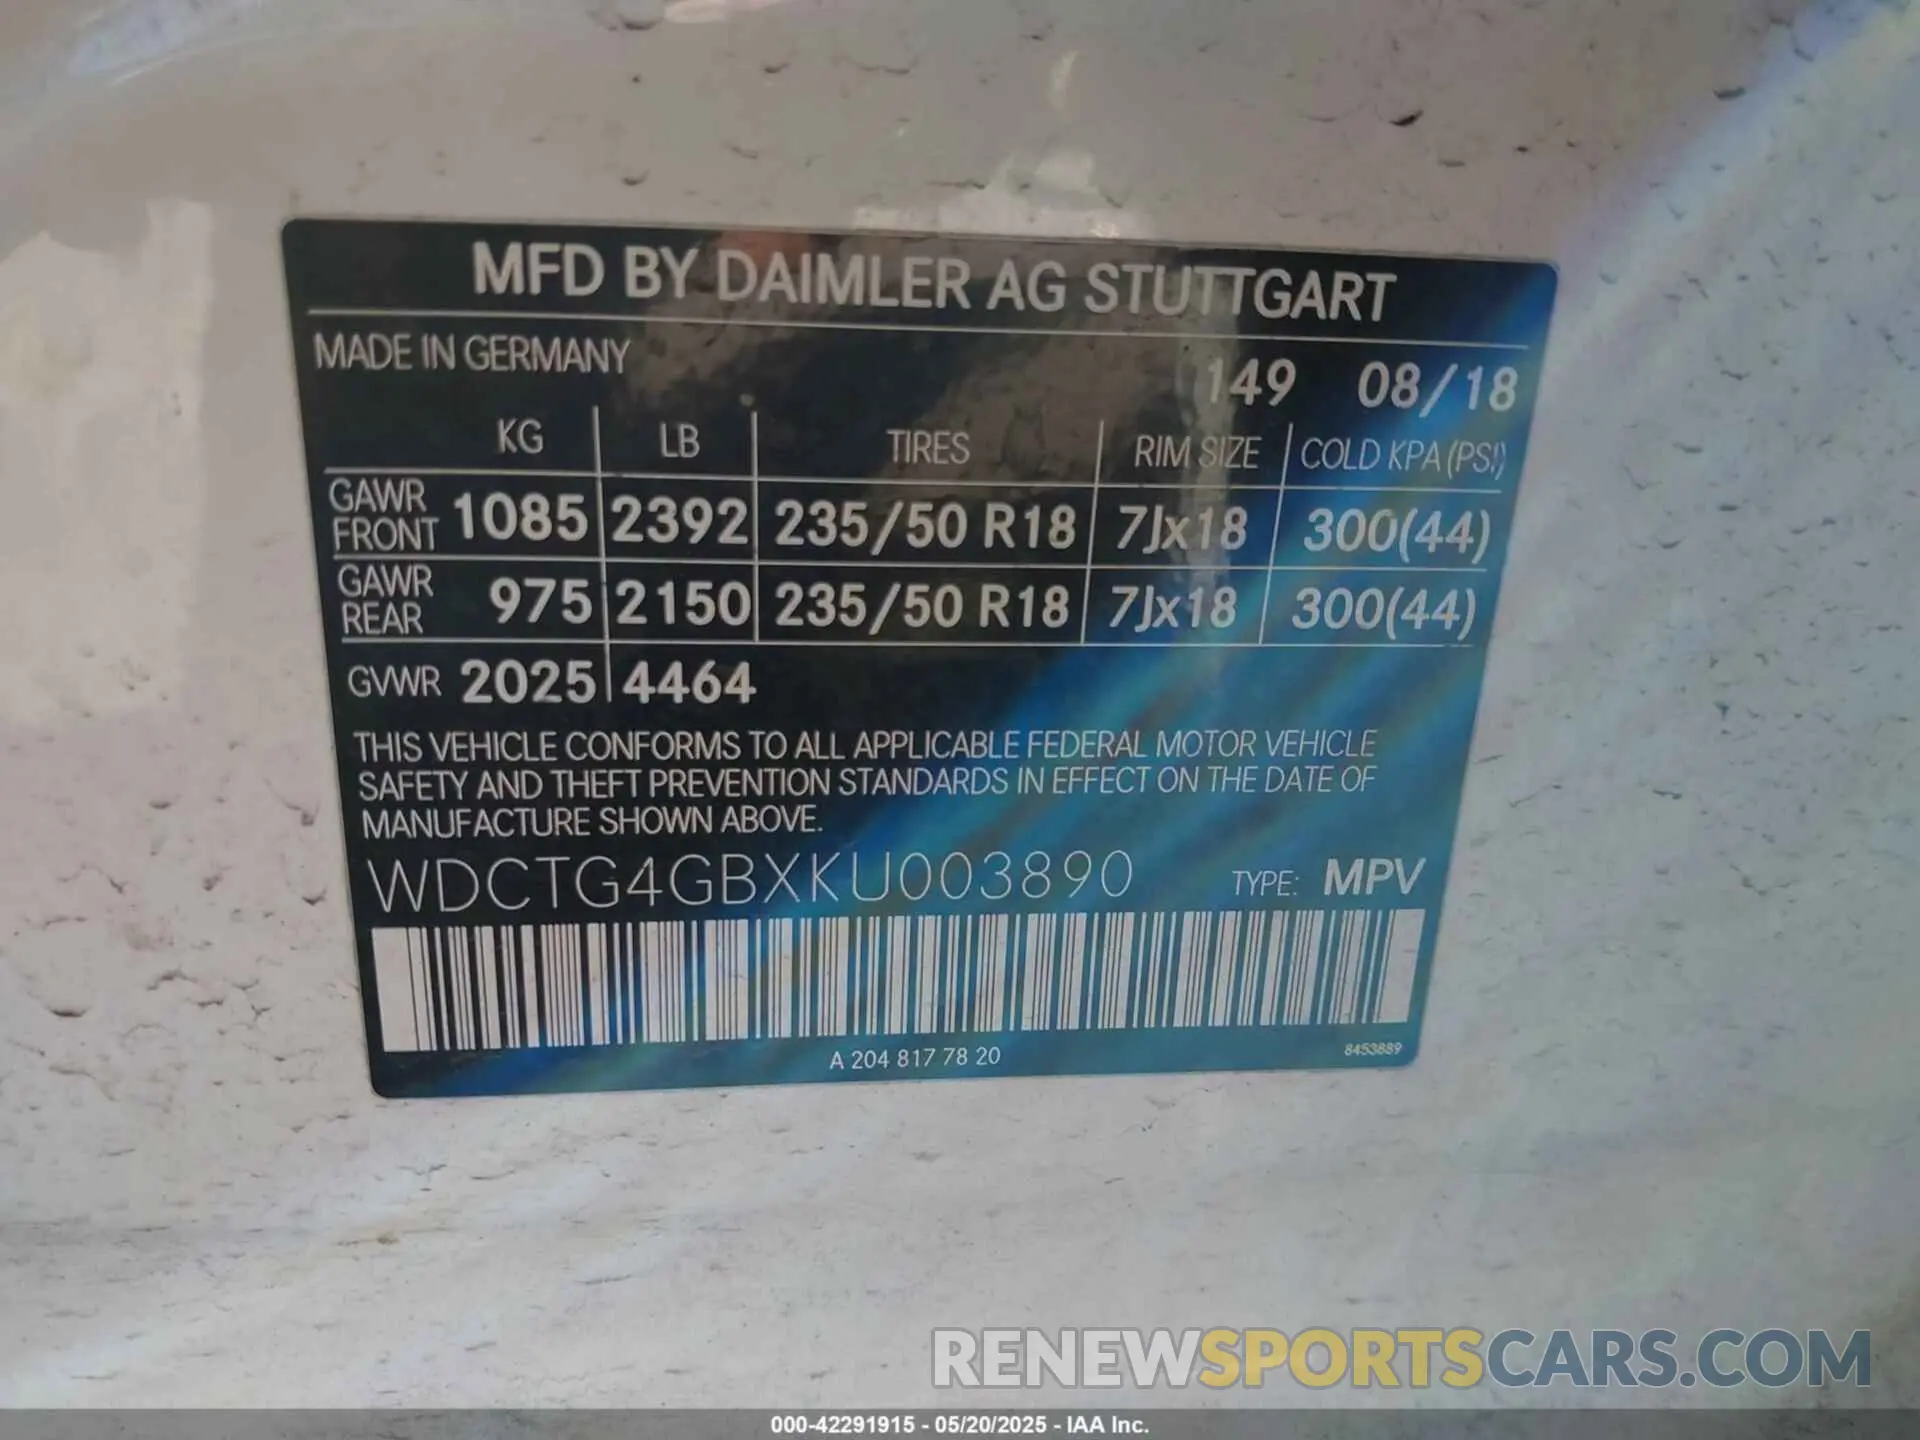 MFD BY DAIMLER AG STUTTGART
MADE IN GERMANY
149 08/18
KG LB TIRES RIM SIZE COLD KPA (PSI)
GAWR FRONT 1085 2392 235/50 R18 7Jx18 300(44)
GAWR REAR 975 2150 235/50 R18 7Jx18 300(44)
GVWR 2025 4464
THIS VEHICLE CONFORMS TO ALL APPLICABLE FEDERAL MOTOR VEHICLE
SAFETY AND THEFT PREVENTION STANDARDS IN EFFECT ON THE DATE OF
MANUFACTURE SHOWN ABOVE.
WDCTG4GBXKU003890 TYPE: MPV
A 204 817 78 20 8453889
RENEWSPORTSCARS.COM
000-42291915 - 05/20/2025 - IAA Inc.